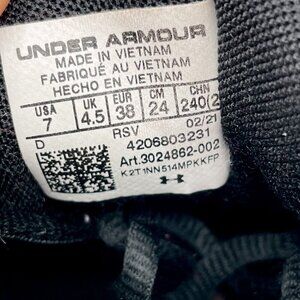 UNDER ARMOUR
MADE IN VIETNAM
FABRIQUÉ AU VIETNAM
HECHO EN VIETNAM
USA UK EUR CM CHN
7 4.5 38 24 240(2
D RSV 02/21
4206803231
Art.3024862-002
K2T1NN514MPKKFP